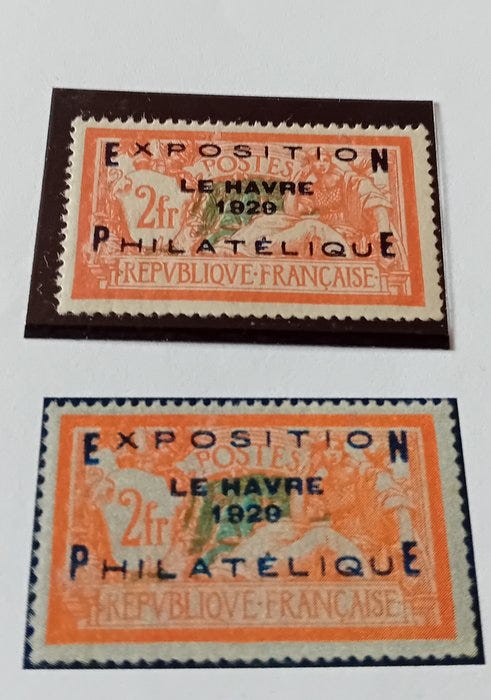 EXPOSITION
POSTES
LE HAVRE
2fr
1929
PHILATÉLIQUE
REPVBLIQVE·FRANÇAISE
EXPOSITION
POSTES
LE HAVRE
2fr
1929
PHILATÉLIQUE
REPVBLIQVE·FRANÇAISE